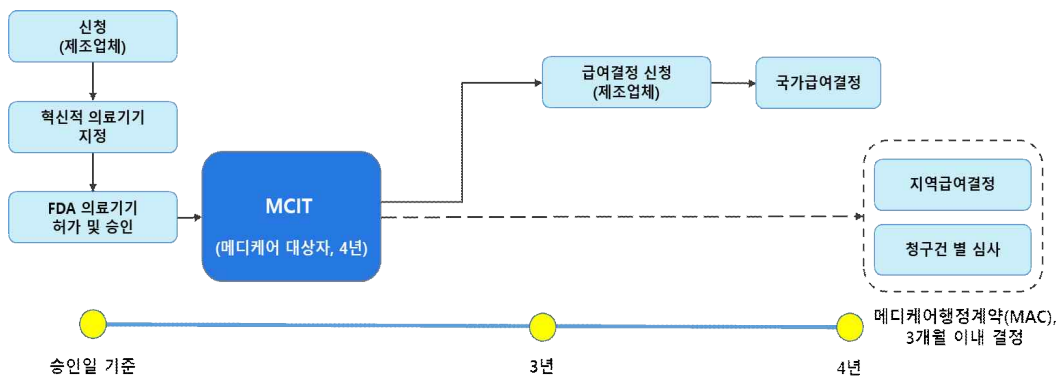 신청
(제조업체)
혁신적 의료기기
지정
FDA 의료기기
허가 및 승인
MCIT
(메디케어 대상자, 4년)
급여결정 신청
(제조업체)
국가급여결정
지역급여결정
청구건 별 심사
메디케어행정계약(MAC),
3개월 이내 결정
승인일 기준
3년
4년